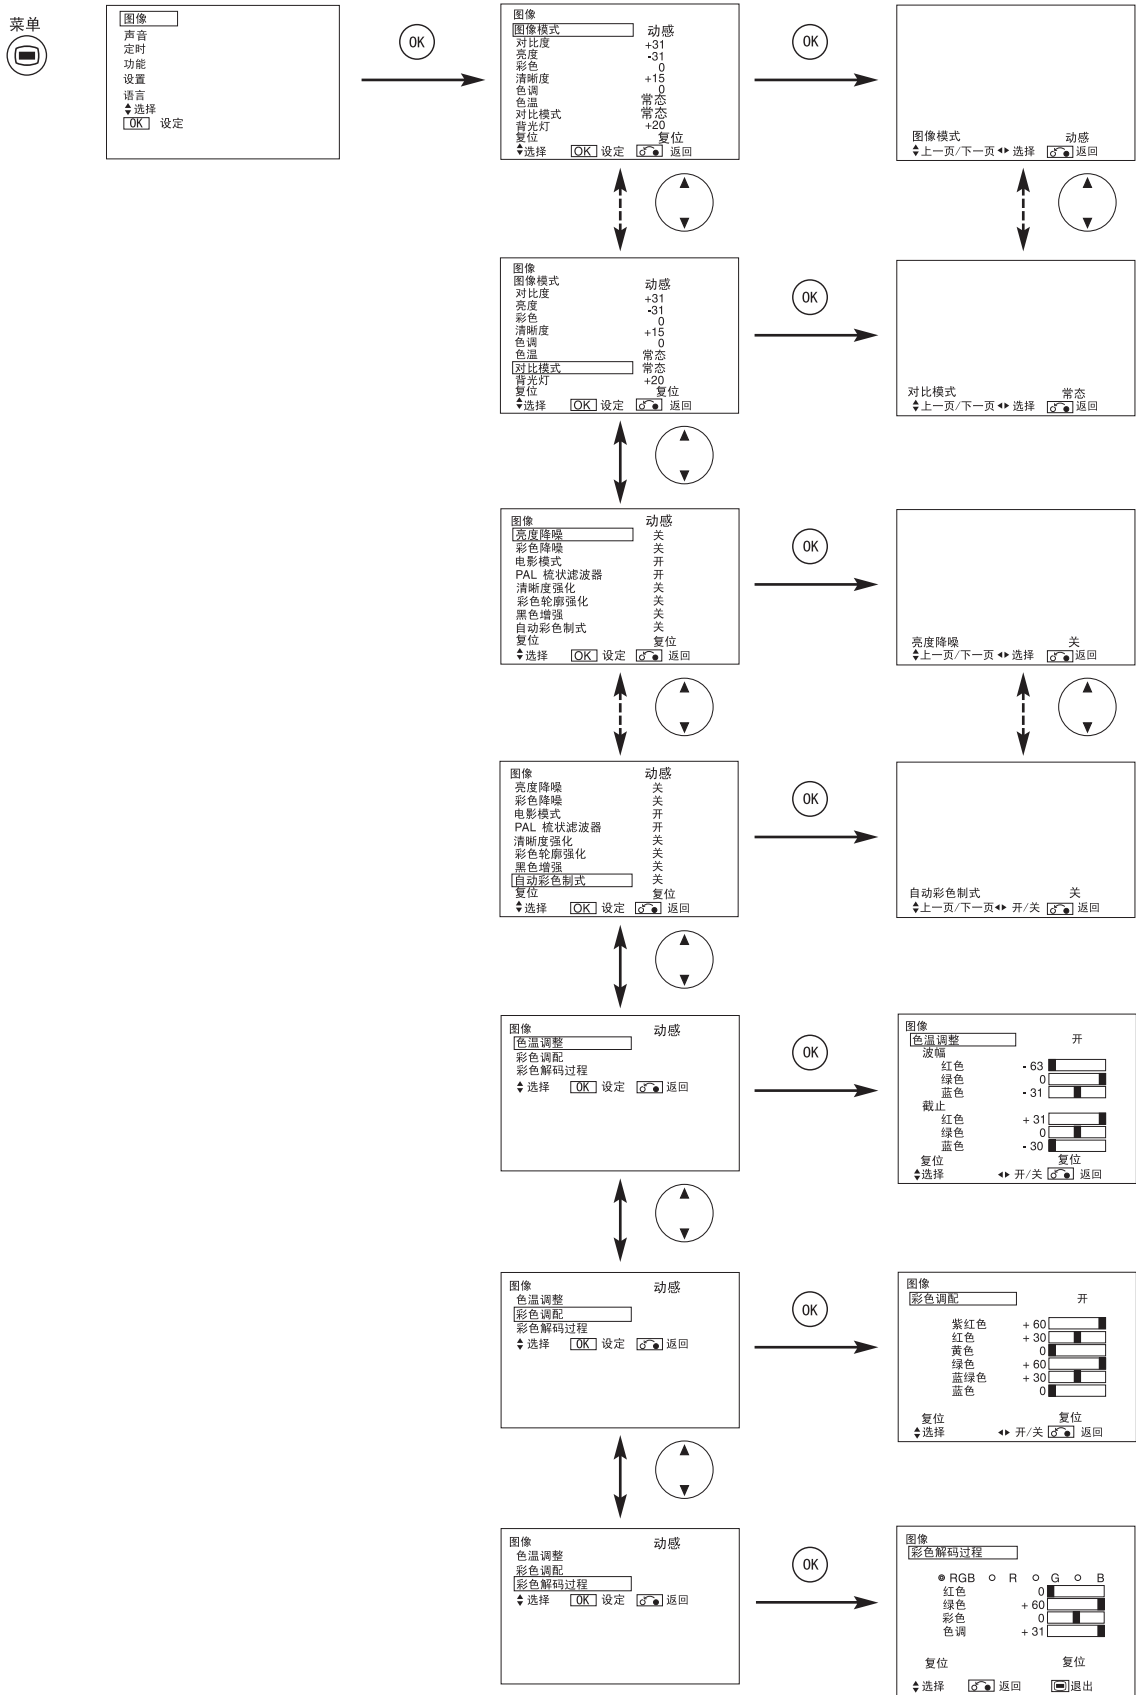 菜单
图像
声音
定时
功能
设置
语言
选择
OK 设定
OK
图像
图像模式 动感
对比度 +31
亮度 -31
彩色 0
清晰度 +15
色调 0
色温 常态
对比模式 常态
背光灯 +20
复位 复位
选择 OK 设定 返回
OK
图像模式 动感
上一页/下一页 选择 返回
图像
图像模式 动感
对比度 +31
亮度 -31
彩色 0
清晰度 +15
色调 0
色温 常态
对比模式 常态
背光灯 +20
复位 复位
选择 OK 设定 返回
OK
对比模式 常态
上一页/下一页 选择 返回
图像 动感
亮度降噪 关
彩色降噪 关
电影模式 开
PAL 梳状滤波器 开
清晰度强化 关
彩色轮廓强化 关
黑色增强 关
自动彩色制式 关
复位 复位
选择 OK 设定 返回
OK
亮度降噪 关
上一页/下一页 选择 返回
图像 动感
亮度降噪 关
彩色降噪 关
电影模式 开
PAL 梳状滤波器 开
清晰度强化 关
彩色轮廓强化 关
黑色增强 关
自动彩色制式 关
复位 复位
选择 OK 设定 返回
OK
自动彩色制式 关
上一页/下一页 开/关 返回
图像 动感
色温调整
彩色调配
彩色解码过程
选择 OK 设定 返回
OK
图像
色温调整 开
波幅
红色 - 63
绿色 0
蓝色 - 31
截止
红色 + 31
绿色 0
蓝色 - 30
复位 复位
选择 开/关 返回
图像 动感
色温调整
彩色调配
彩色解码过程
选择 OK 设定 返回
OK
图像
彩色调配 开
紫红色 + 60
红色 + 30
黄色 0
绿色 + 60
蓝绿色 + 30
蓝色 0
复位 复位
选择 开/关 返回
图像 动感
色温调整
彩色调配
彩色解码过程
选择 OK 设定 返回
OK
图像
彩色解码过程
RGB R G B
红色 0
绿色 + 60
彩色 0
色调 + 31
复位 复位
选择 返回 退出